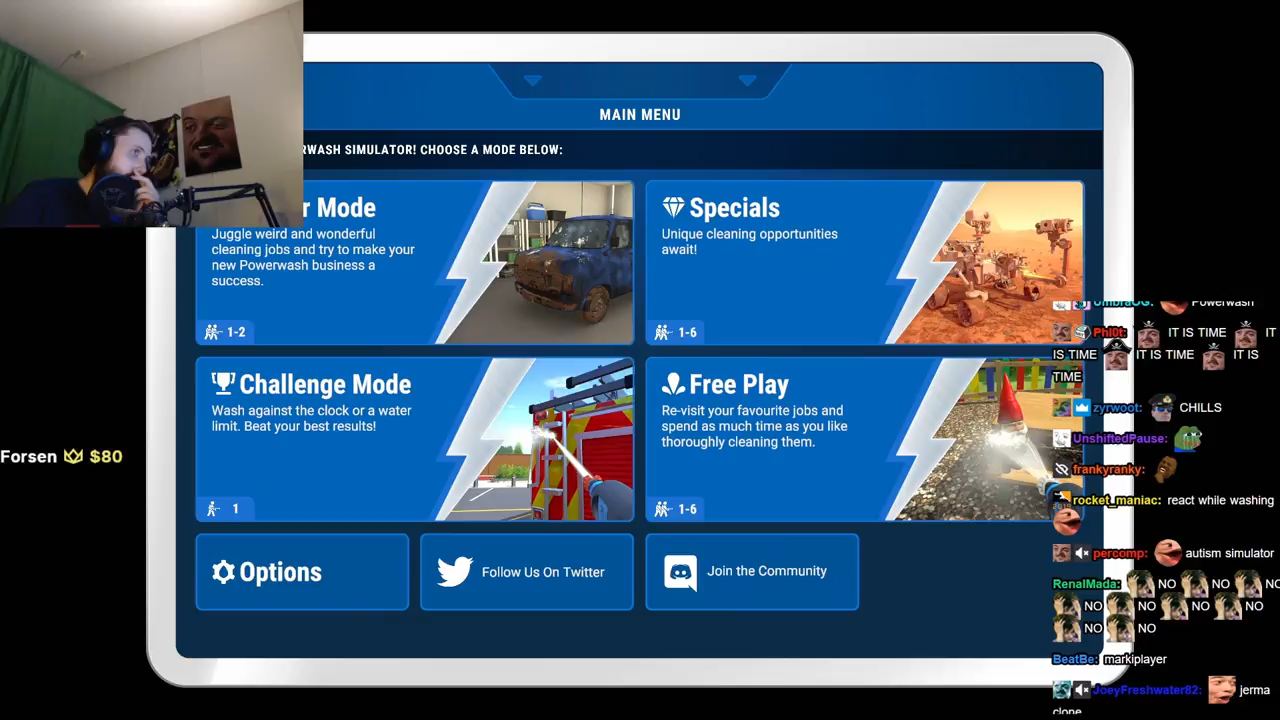 MAIN MENU
RWASH SIMULATOR! CHOOSE A MODE BELOW:
r Mode
Juggle weird and wonderful
cleaning jobs and try to make your
new Powerwash business a
success.
1-2
Specials
Unique cleaning opportunities
await!
1-6
Challenge Mode
Wash against the clock or a water
limit. Beat your best results!
1
Free Play
Re-visit your favourite jobs and
spend as much time as you like
thoroughly cleaning them.
1-6
Options
Follow Us On Twitter
Join the Community
Forsen $80
UmbraOG: Powerwash
Phl0t: IT IS TIME IT
IS TIME IT IS TIME IT IS
TIME
zyrwoot: CHILLS
UnshiftedPause:
frankyranky:
rocket_maniac: react while washing
percomp: autism simulator
RenalMada: NO NO NO
NO NO NO NO
NO NO
BeatBe: markiplayer
JoeyFreshwater82: jerma
clone